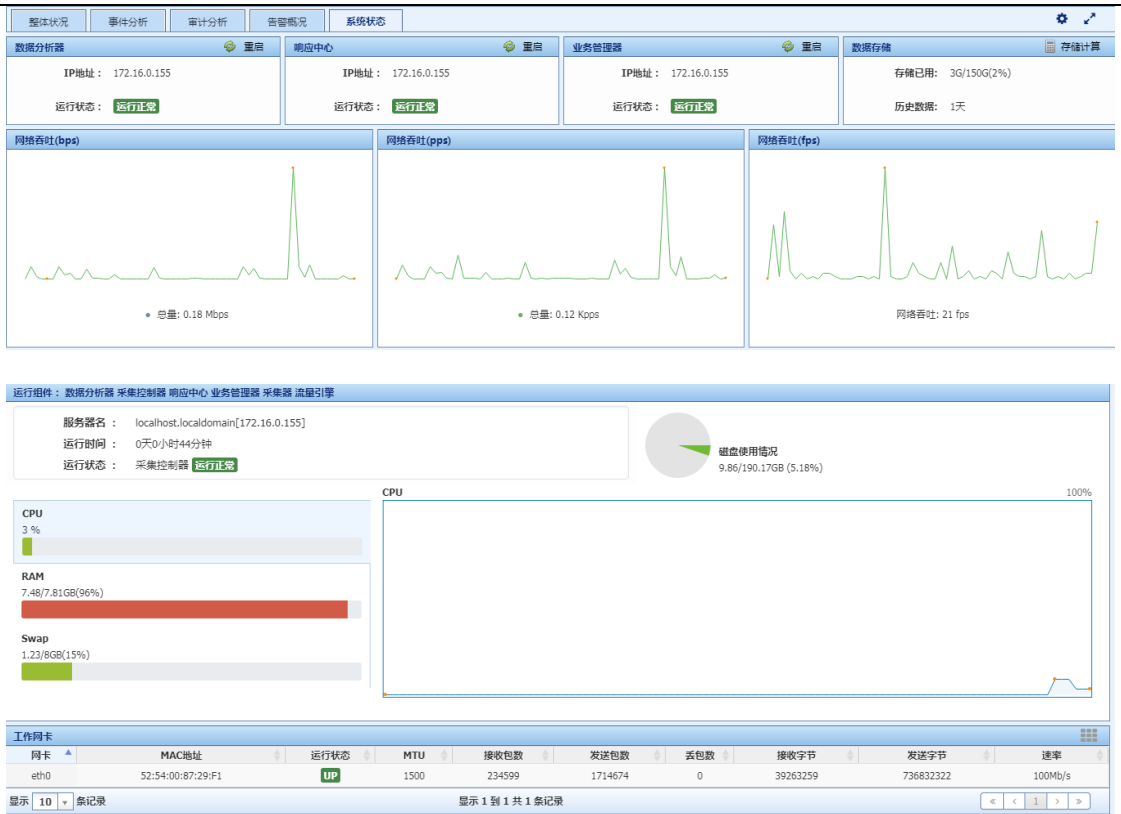 整体状况 事件分析 审计分析 告警概况 系统状态
数据分析器 重启 响应中心 重启 业务管理器 重启 数据存储 存储计算
IP地址： 172.16.0.155 IP地址： 172.16.0.155 IP地址： 172.16.0.155 存储已用: 3G/150G(2%)
运行状态： 运行正常 运行状态： 运行正常 运行状态： 运行正常 历史数据: 1天
网络吞吐(bps) 网络吞吐(pps) 网络吞吐(fps)
总量: 0.18 Mbps 总量: 0.12 Kpps 网络吞吐: 21 fps
运行组件： 数据分析器 采集控制器 响应中心 业务管理器 采集器 流量引擎
服务器名 ： localhost.localdomain[172.16.0.155]
运行时间 ： 0天0小时44分钟
运行状态 ： 采集控制器 运行正常
磁盘使用情况
9.86/190.17GB (5.18%)
CPU 100%
CPU
3 %
RAM
7.48/7.81GB(96%)
Swap
1.23/8GB(15%)
工作网卡
网卡 MAC地址 运行状态 MTU 接收包数 发送包数 丢包数 接收字节 发送字节 速率
eth0 52:54:00:87:29:F1 UP 1500 234599 1714674 0 39263259 736832322 100Mb/s
显示 10 条记录 显示 1 到 1 共 1 条记录 « ‹ 1 › »